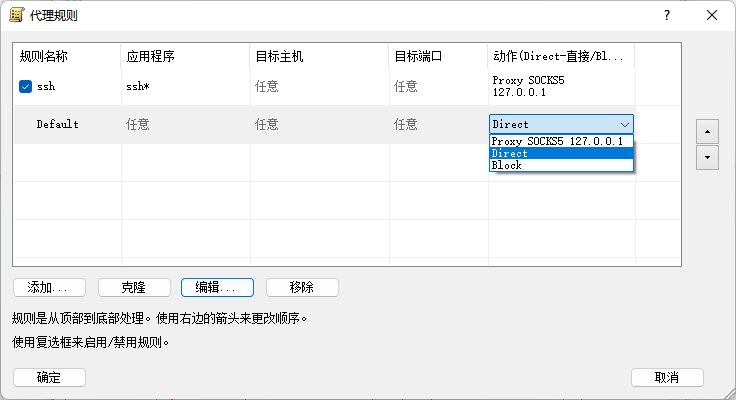 代理规则
规则名称 应用程序 目标主机 目标端口 动作(Direct-直接/Bl...
ssh ssh* 任意 任意 Proxy SOCKS5
127.0.0.1
Default 任意 任意 任意 Direct
Proxy SOCKS5 127.0.0.1
Direct
Block
添加... 克隆 编辑... 移除
规则是从顶部到底部处理。使用右边的箭头来更改顺序。
使用复选框来启用/禁用规则。
确定 取消